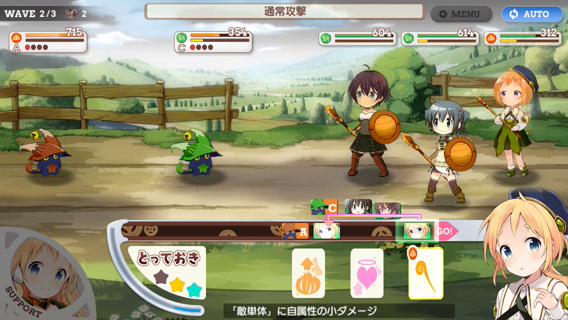 WAVE 2/3 2
通常攻撃
MENU
AUTO
715
A
354
C
604
614
312
C
A
GO!
とっておき
SUPPORT
「敵単体」に自属性の小ダメージ